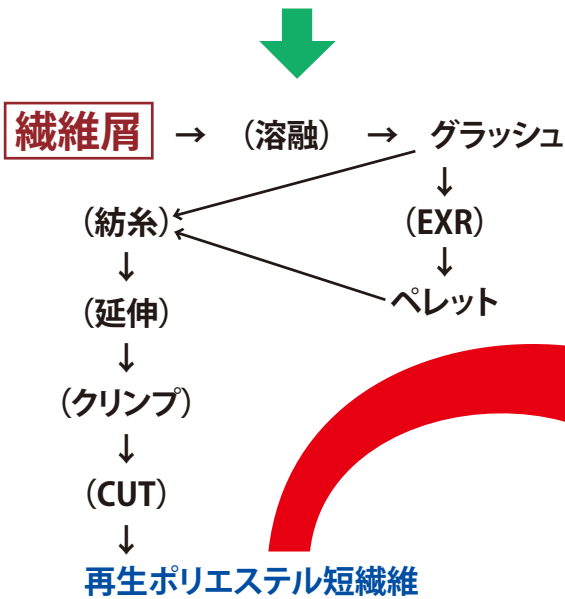 繊維屑 → （溶融） → グラッシュ
↓
（紡糸） （EXR）
↓ ↓
（延伸） ペレット
↓
（クリンプ）
↓
（CUT）
↓
再生ポリエステル短繊維